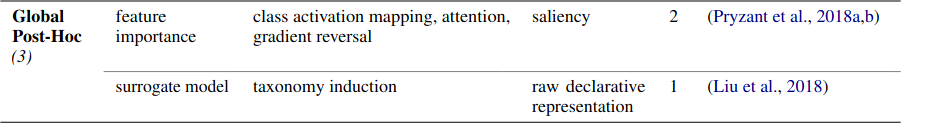 Global feature class activation mapping, attention, saliency 2 (Pryzant et al., 2018a,b)
Post-Hoc importance gradient reversal
(3)
surrogate model taxonomy induction raw declarative 1 (Liu et al., 2018)
representation